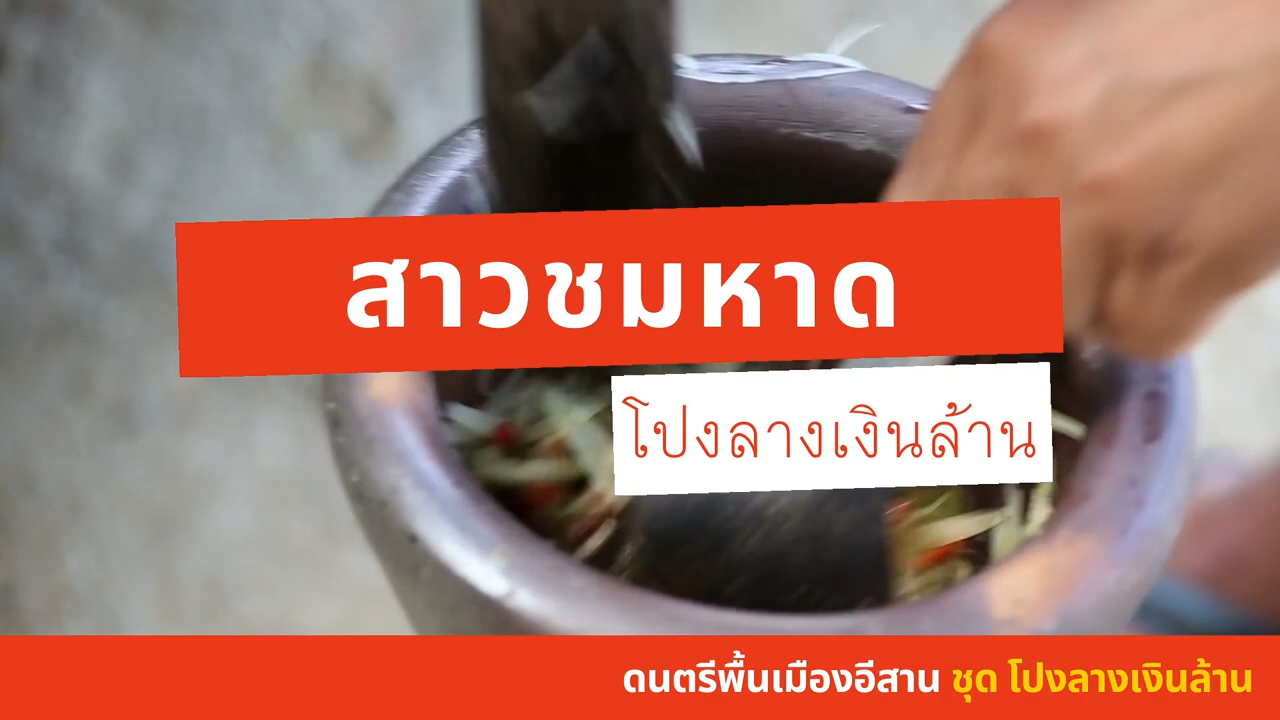 สาวชมหาด
โปงลางเงินล้าน
ดนตรีพื้นเมืองอีสาน ชุด โปงลางเงินล้าน